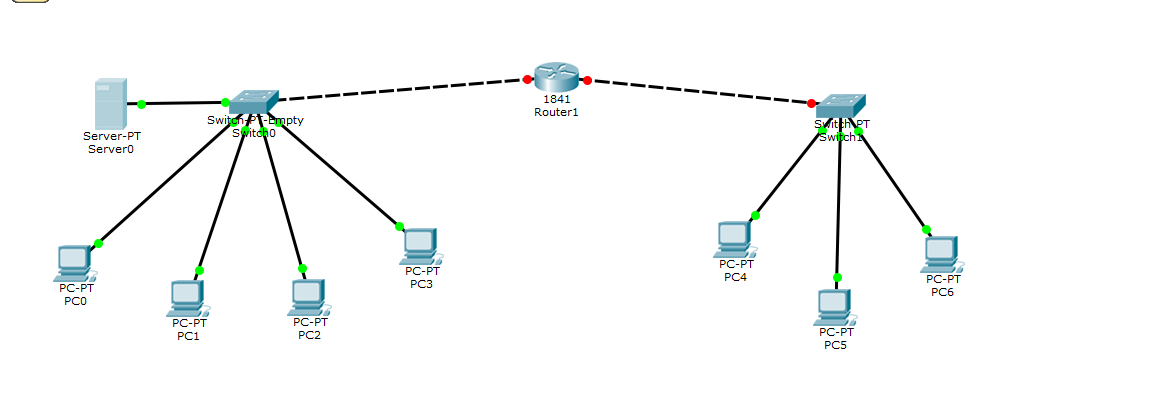 1841
Router1
Server-PT
Server0
Switch-PT-Empty
Switch0
Switch-PT
Switch1
PC-PT
PC0
PC-PT
PC1
PC-PT
PC2
PC-PT
PC3
PC-PT
PC4
PC-PT
PC5
PC-PT
PC6